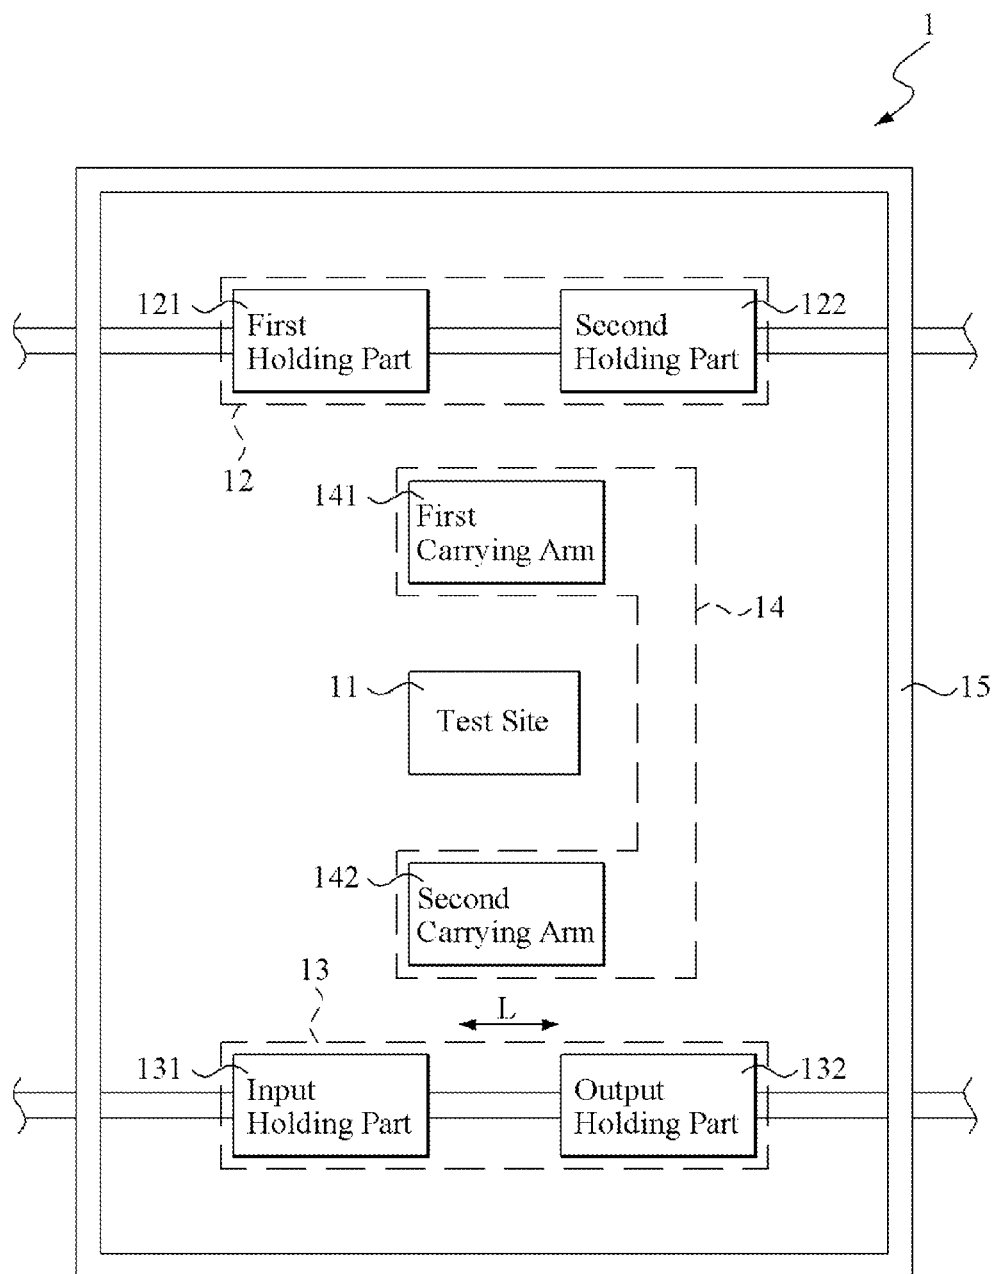 1
121
First
Holding Part
Second
Holding Part
122
12
141
First
Carrying Arm
14
11
Test Site
15
142
Second
Carrying Arm
13
L
131
Input
Holding Part
Output
Holding Part
132